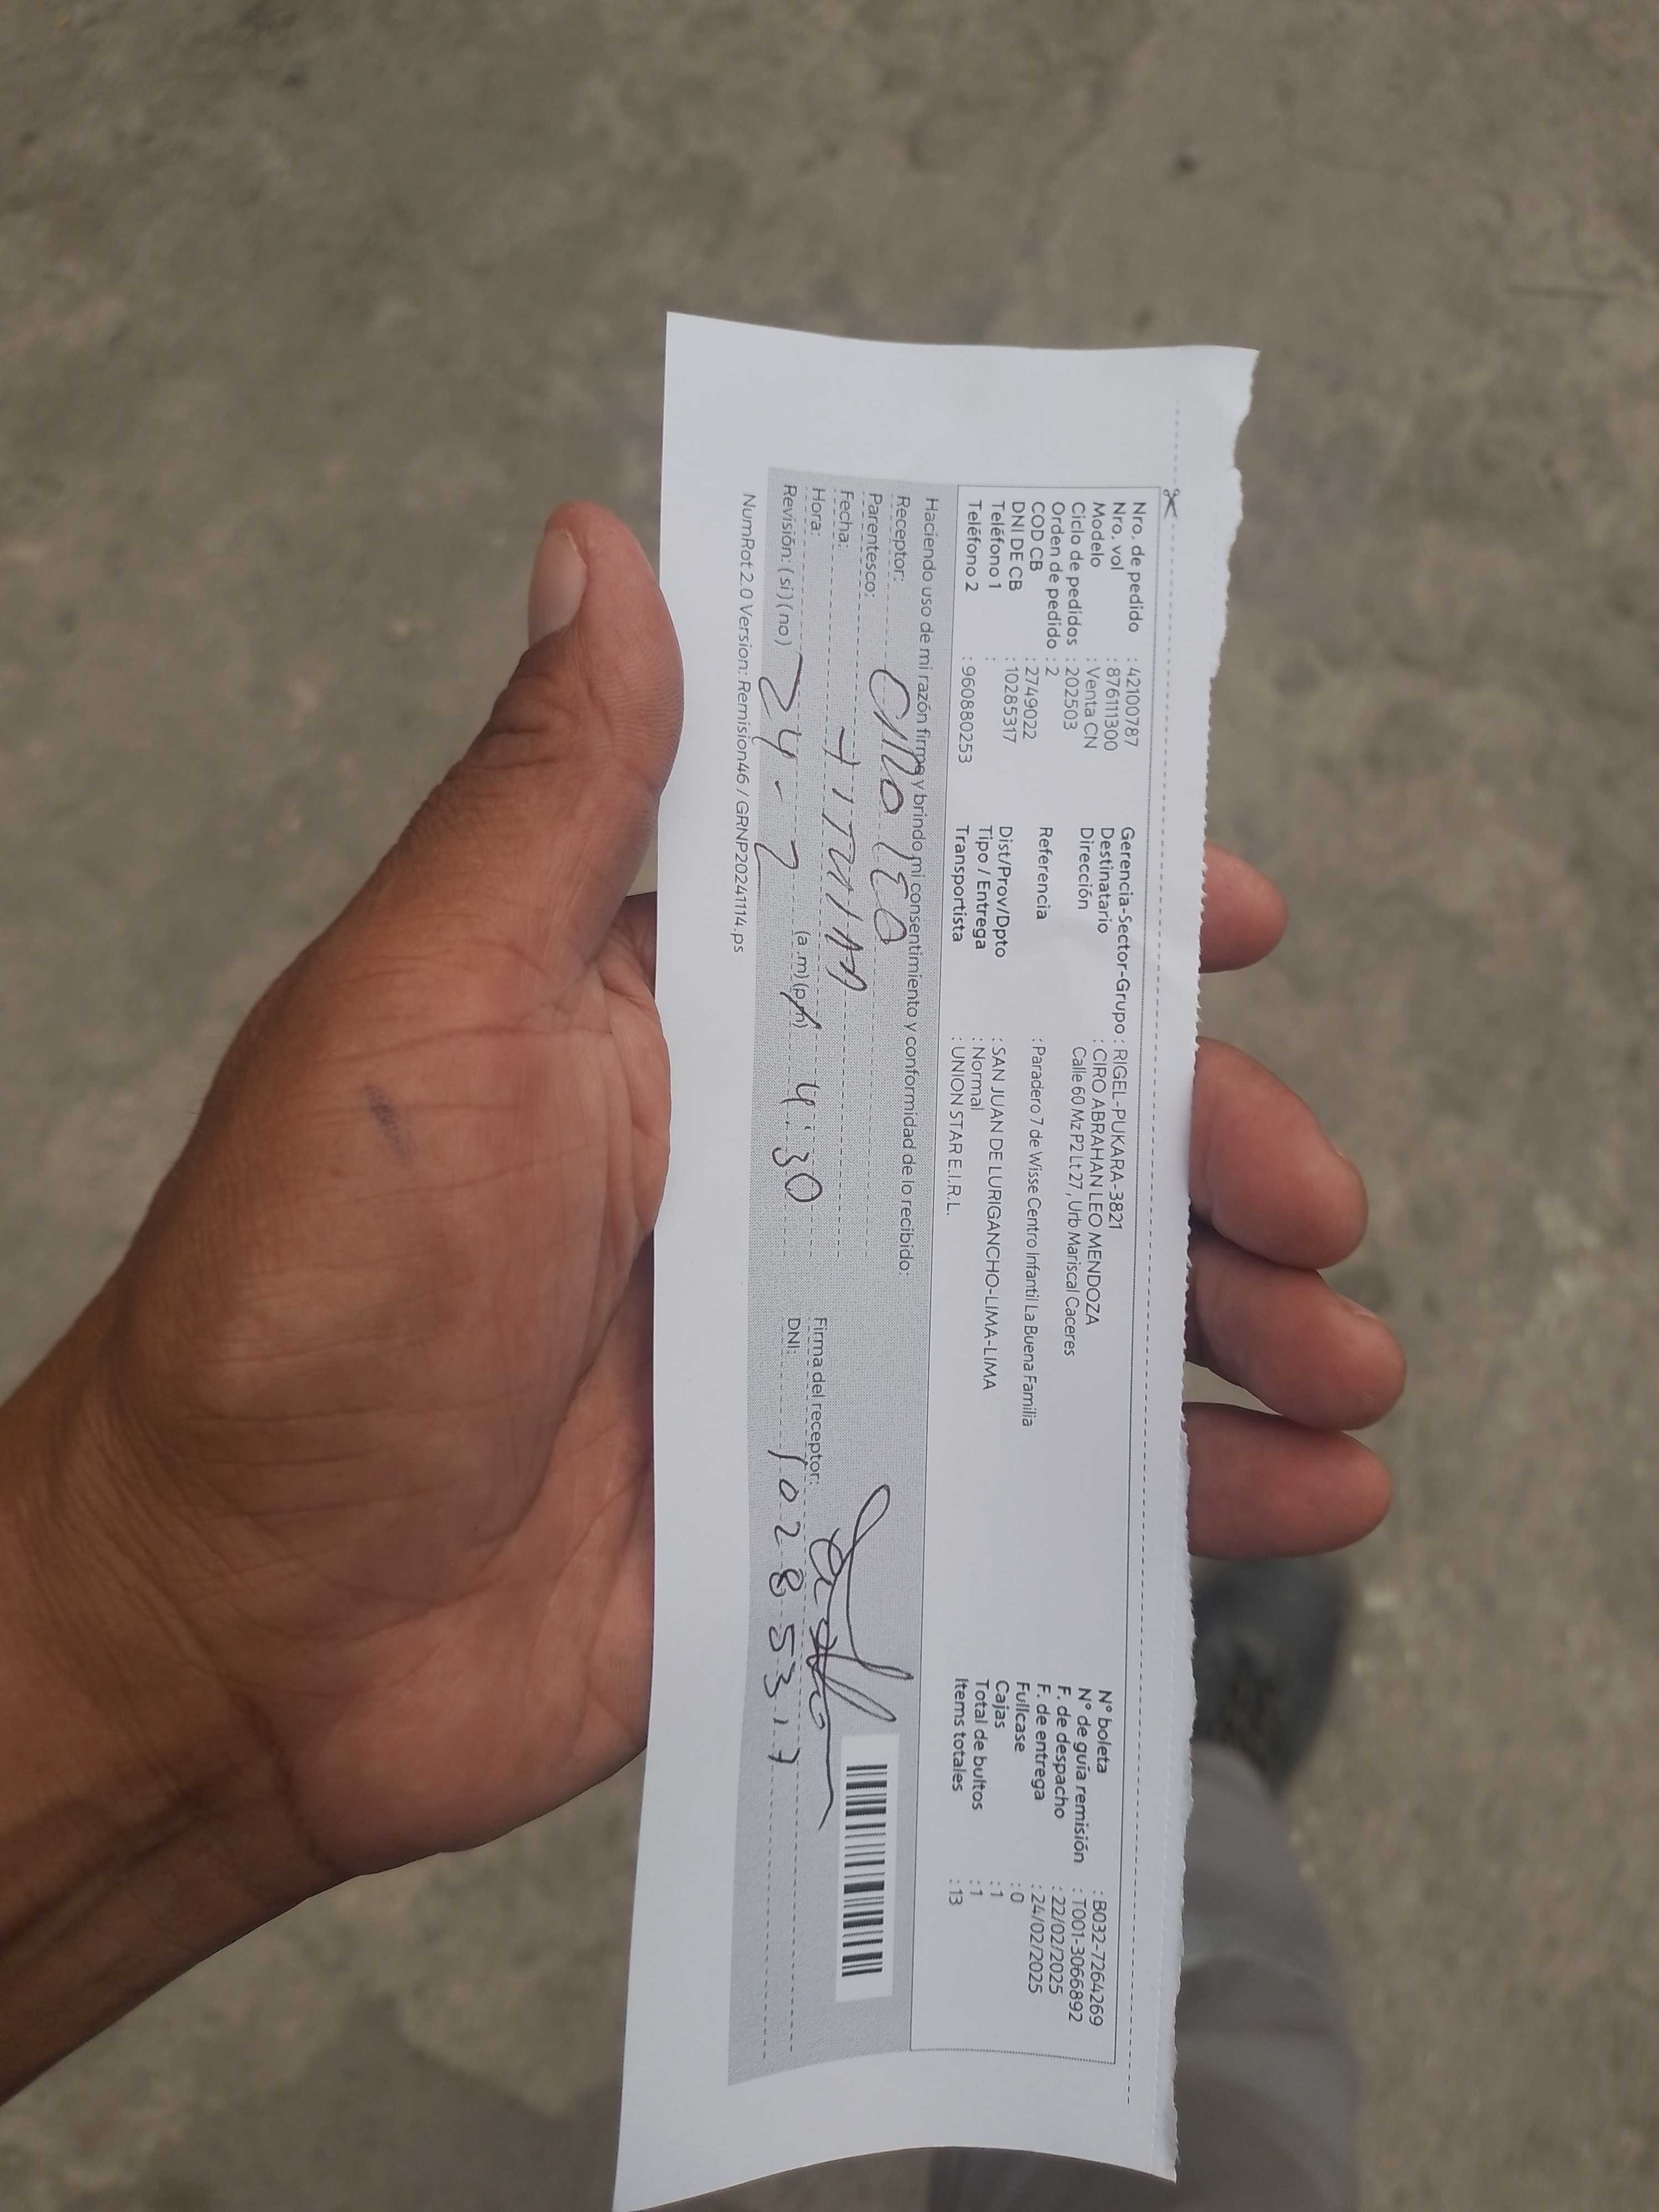 Nro. de pedido : 42100787
Nro. vol : 876111300
Modelo : Venta CN
Ciclo de pedidos : 202503
Orden de pedido : 2
COD CB : 2749022
DNI DE CB : 10285317
Teléfono 1 :
Teléfono 2 : 960880253
Gerencia-Sector-Grupo : RIGEL-PUKARA-3821
Destinatario : CIRO ABRAHAN LEO MENDOZA
Dirección Calle 60 Mz P2 Lt 27, Urb Mariscal Caceres
Referencia : Paradero 7 de Wisse Centro Infantil La Buena Familia
Dist/Prov/Dpto : SAN JUAN DE LURIGANCHO-LIMA-LIMA
Tipo / Entrega : Normal
Transportista : UNION STAR E.I.R.L.
N° boleta : B032-7264269
N° de guía remisión : T001-3066892
F. de despacho : 22/02/2025
F. de entrega : 24/02/2025
Fullcase : 0
Cajas : 1
Total de bultos : 1
Items totales : 13
Haciendo uso de mi razón firmo y brindo mi consentimiento y conformidad de lo recibido:
Receptor: CIRO LEO
Parentesco: TITULAR
Fecha: 24 - 2
Hora: (a.m) (p.m) 4:30
Revisión: (si) (no)
Firma del receptor:
DNI: 10285317
NumRot 2.0 Version: Remision46 / GRNP20241114.ps